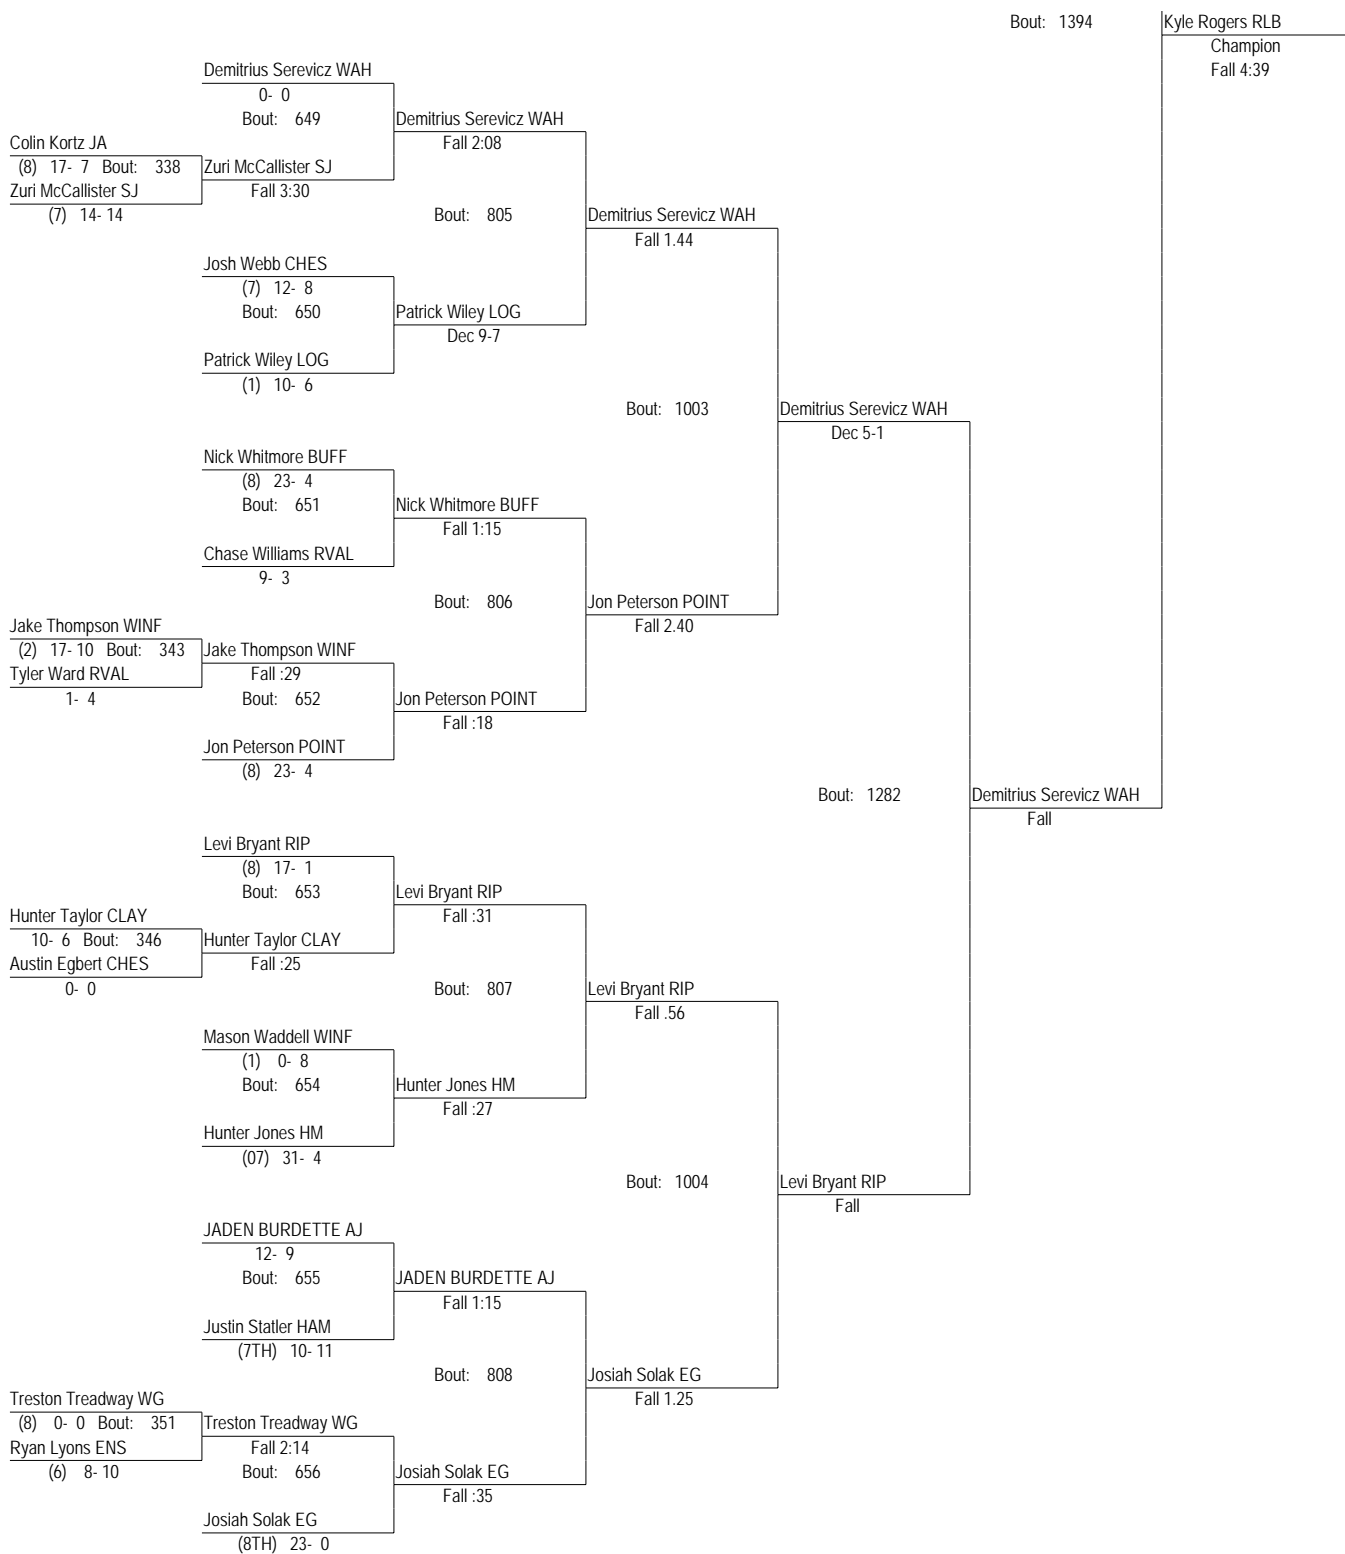 Bout: 1394 Kyle Rogers RLB
Champion
Demitrius Serevicz WAH Fall 4:39
0- 0
Bout: 649 Demitrius Serevicz WAH
Colin Kortz JA Fall 2:08
(8) 17- 7 Bout: 338 Zuri McCallister SJ
Zuri McCallister SJ Fall 3:30
(7) 14- 14 Bout: 805 Demitrius Serevicz WAH
Fall 1.44
Josh Webb CHES
(7) 12- 8
Bout: 650 Patrick Wiley LOG
Dec 9-7
Patrick Wiley LOG
(1) 10- 6
Bout: 1003 Demitrius Serevicz WAH
Dec 5-1
Nick Whitmore BUFF
(8) 23- 4
Bout: 651 Nick Whitmore BUFF
Fall 1:15
Chase Williams RVAL
9- 3
Bout: 806 Jon Peterson POINT
Jake Thompson WINF Fall 2.40
(2) 17- 10 Bout: 343 Jake Thompson WINF
Tyler Ward RVAL Fall :29
1- 4 Bout: 652 Jon Peterson POINT
Fall :18
Jon Peterson POINT
(8) 23- 4
Bout: 1282 Demitrius Serevicz WAH
Fall
Levi Bryant RIP
(8) 17- 1
Bout: 653 Levi Bryant RIP
Hunter Taylor CLAY Fall :31
10- 6 Bout: 346 Hunter Taylor CLAY
Austin Egbert CHES Fall :25
0- 0 Bout: 807 Levi Bryant RIP
Fall .56
Mason Waddell WINF
(1) 0- 8
Bout: 654 Hunter Jones HM
Fall :27
Hunter Jones HM
(07) 31- 4
Bout: 1004 Levi Bryant RIP
Fall
JADEN BURDETTE AJ
12- 9
Bout: 655 JADEN BURDETTE AJ
Fall 1:15
Justin Statler HAM
(7TH) 10- 11
Bout: 808 Josiah Solak EG
Treston Treadway WG Fall 1.25
(8) 0- 0 Bout: 351 Treston Treadway WG
Ryan Lyons ENS Fall 2:14
(6) 8- 10 Bout: 656 Josiah Solak EG
Fall :35
Josiah Solak EG
(8TH) 23- 0